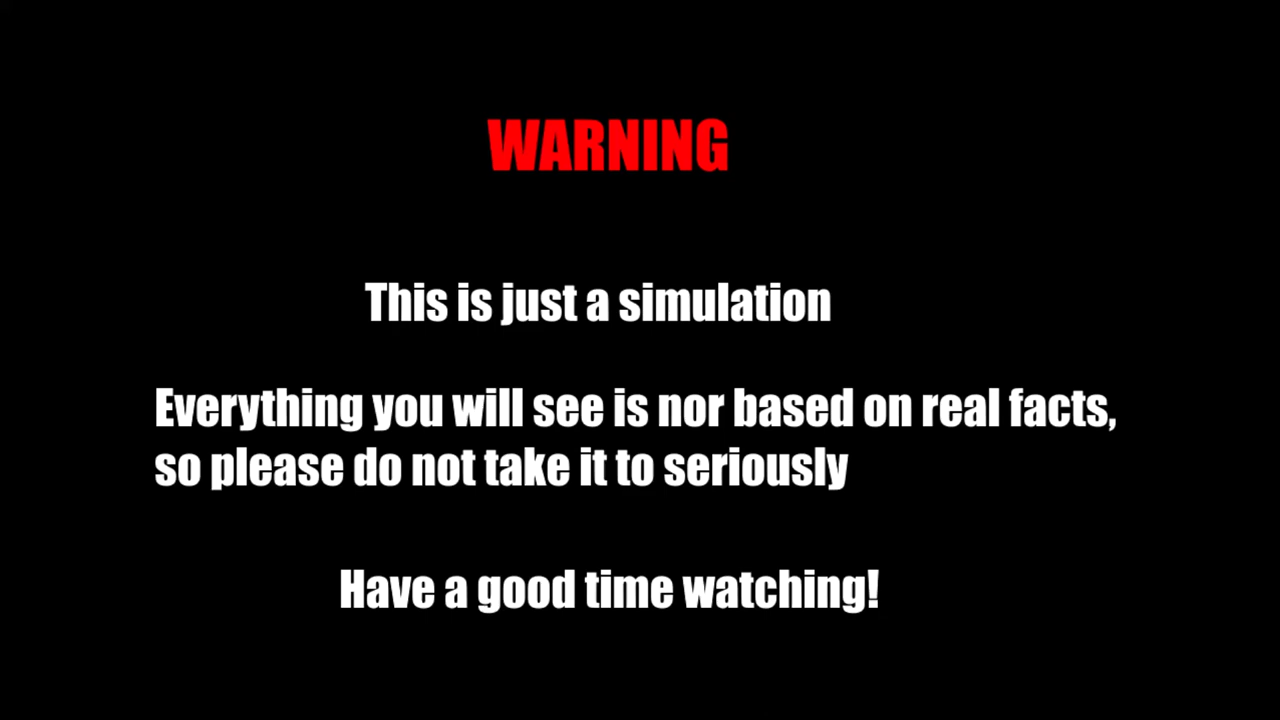 WARNING
This is just a simulation
Everything you will see is nor based on real facts,
so please do not take it to seriously
Have a good time watching!